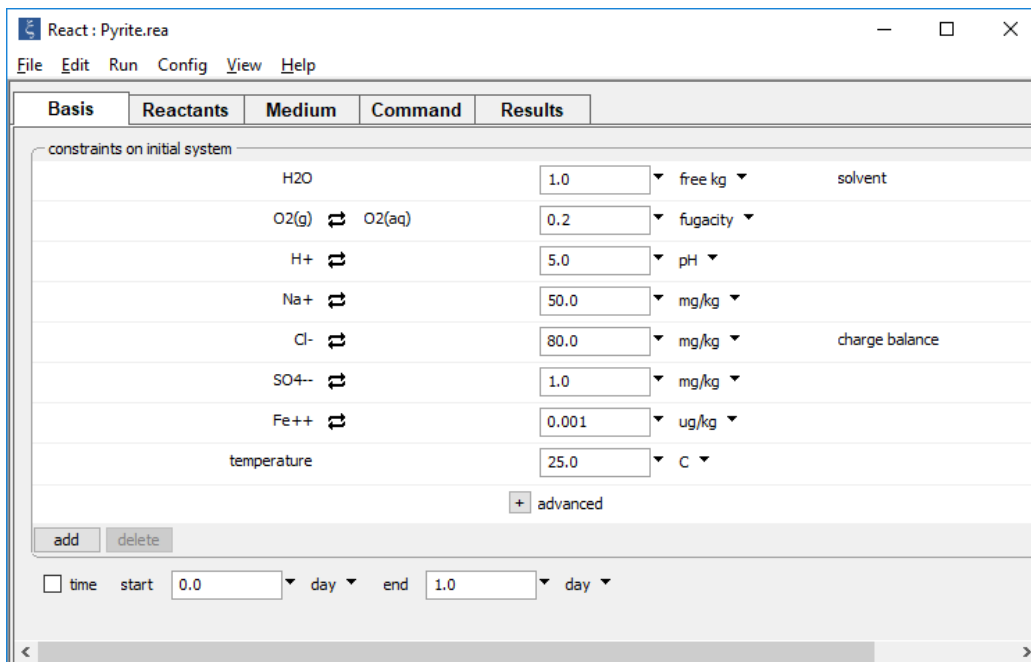 React : Pyrite.rea
File Edit Run Config View Help
Basis Reactants Medium Command Results
constraints on initial system
H2O 1.0 free kg solvent
O2(g) O2(aq) 0.2 fugacity
H+ 5.0 pH
Na+ 50.0 mg/kg
Cl- 80.0 mg/kg charge balance
SO4-- 1.0 mg/kg
Fe++ 0.001 ug/kg
temperature 25.0 C
+ advanced
add delete
time start 0.0 day end 1.0 day